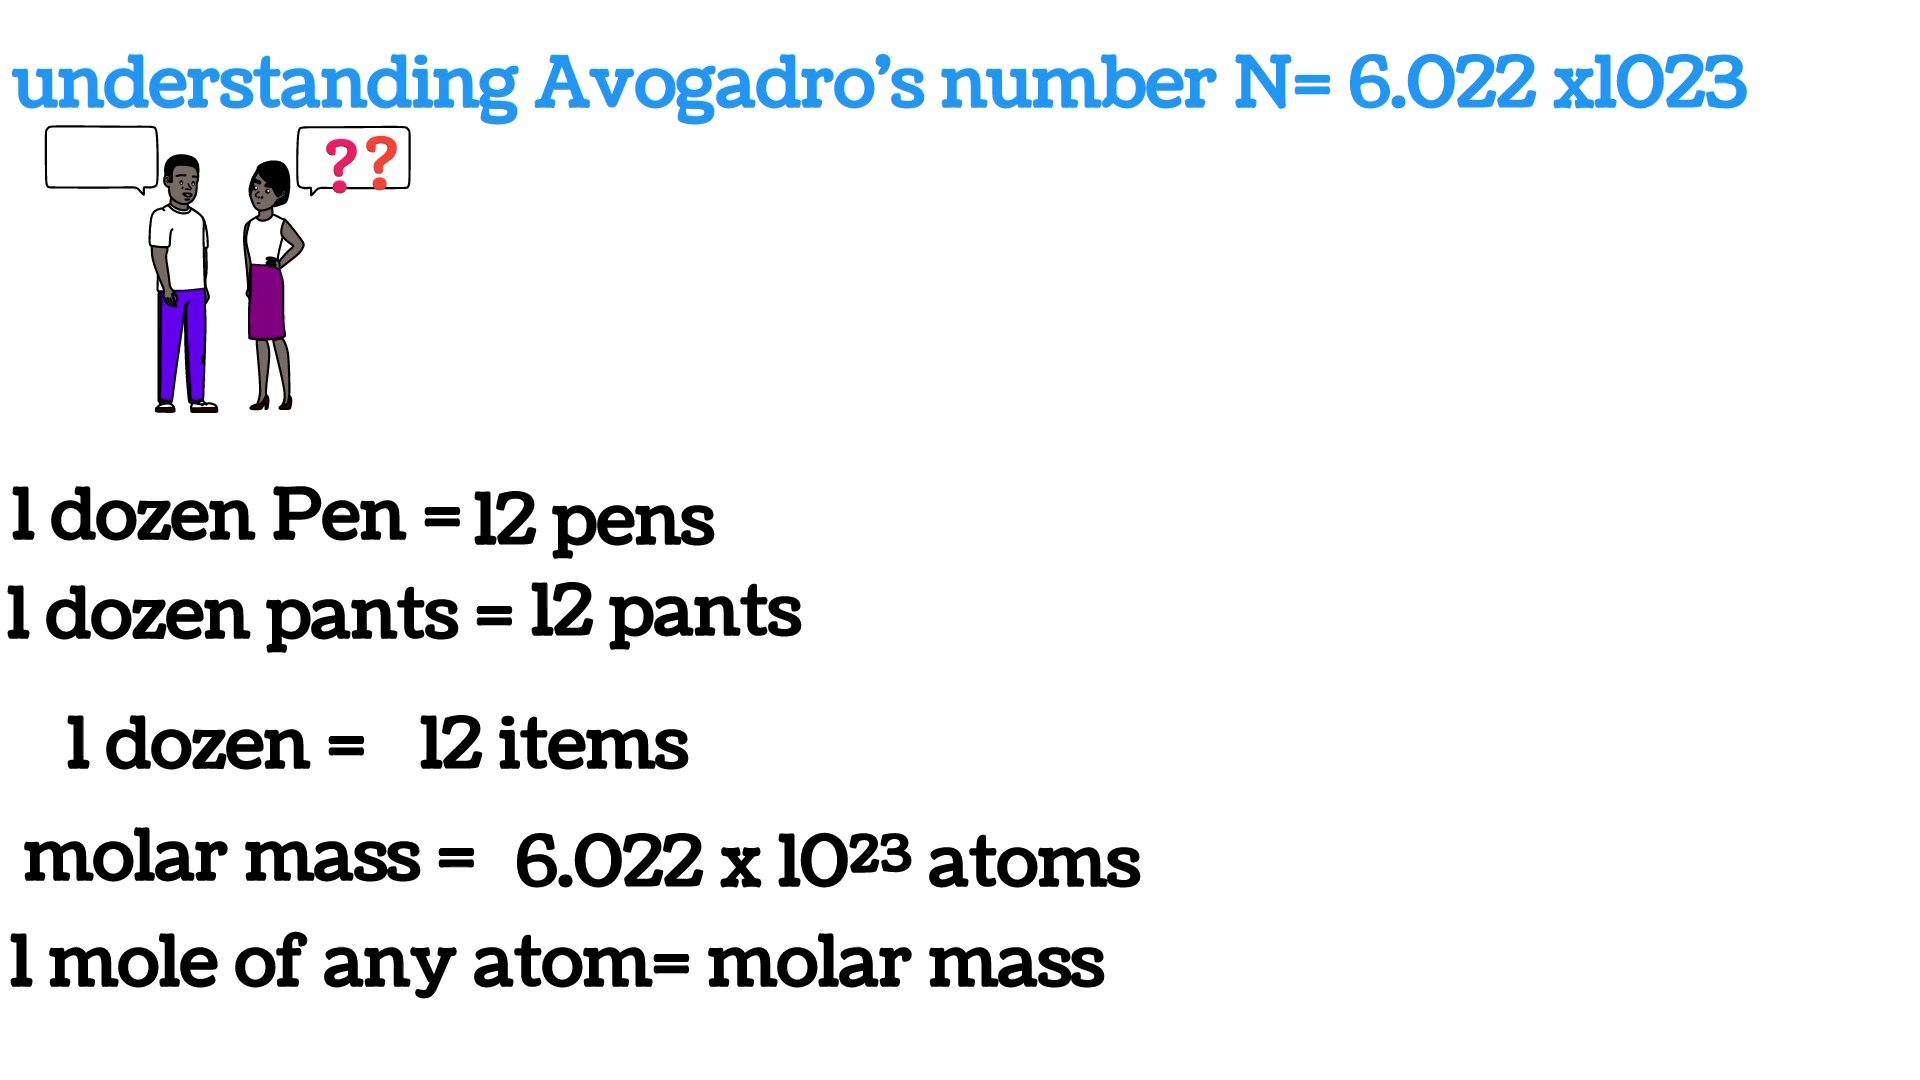 understanding Avogadro’s number N= 6.022 x1023
??
1 dozen Pen = 12 pens
1 dozen pants = 12 pants
1 dozen = 12 items
molar mass = 6.022 x 10²³ atoms
1 mole of any atom= molar mass